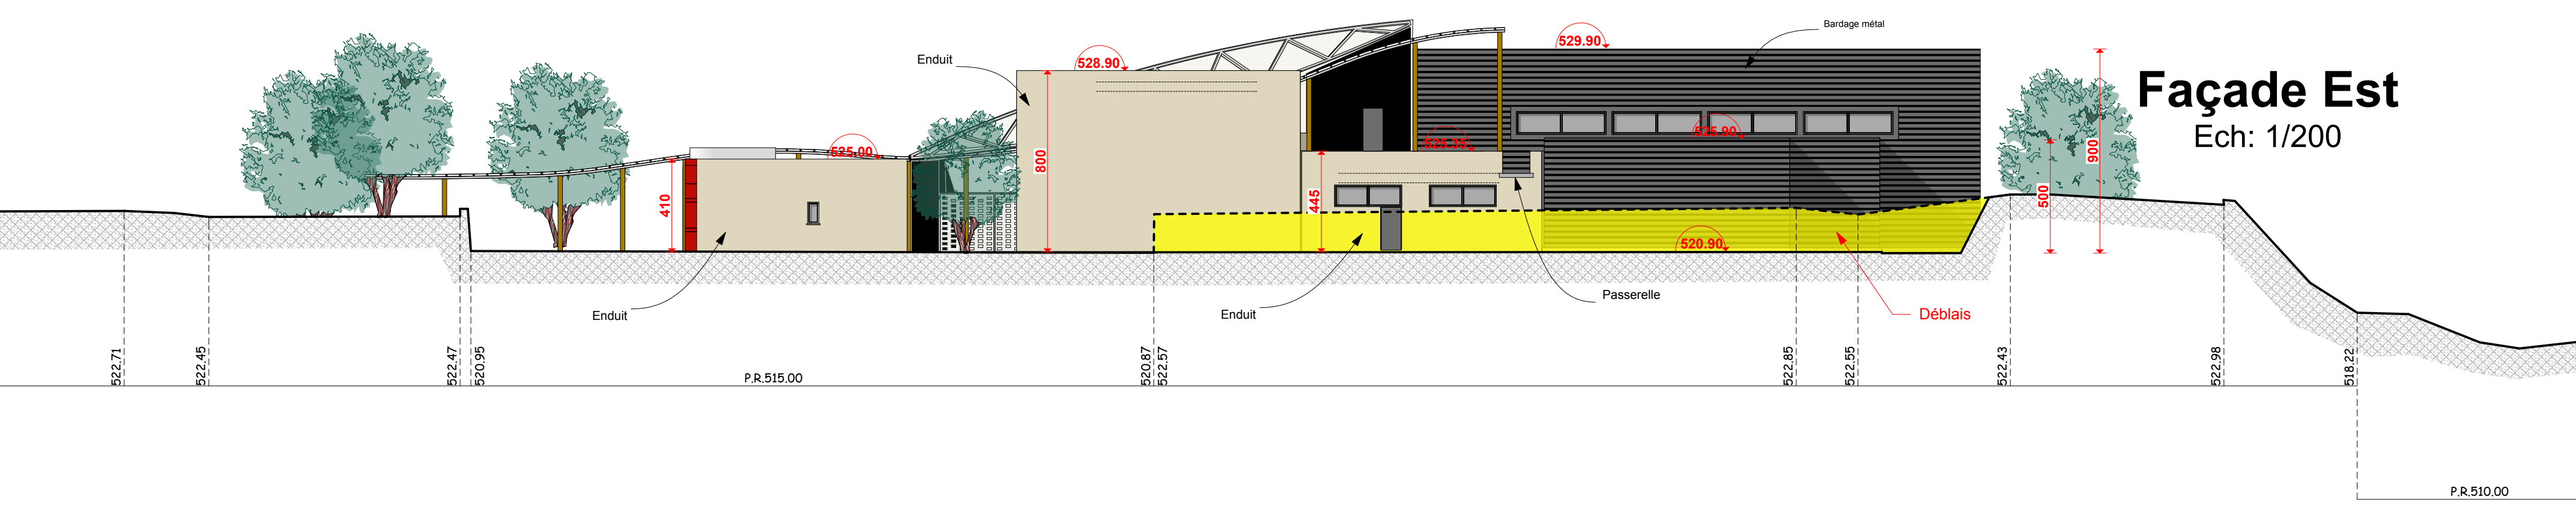 Bardage métal
529.90
Enduit
528.90
Façade Est
Ech: 1/200
525.90
525.00
525.35
800
900
410
445
500
520.90
Passerelle
Enduit
Enduit
Déblais
522.71
522.45
522.47
520.95
520.87
522.57
522.85
522.55
522.43
522.98
518.22
P.R.515.00
P.R.510.00